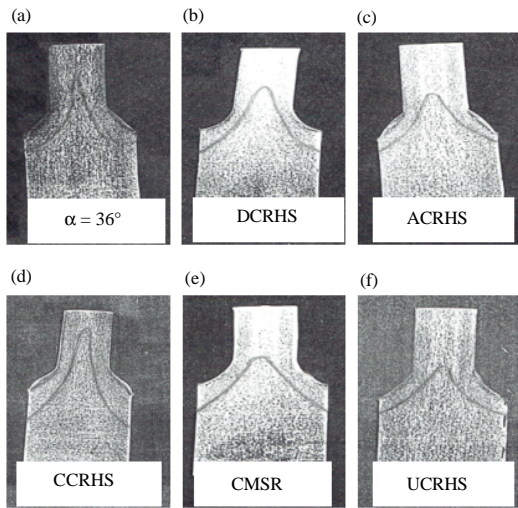 (a)
(b)
(c)
α = 36°
DCRHS
ACRHS
(d)
(e)
(f)
CCRHS
CMSR
UCRHS